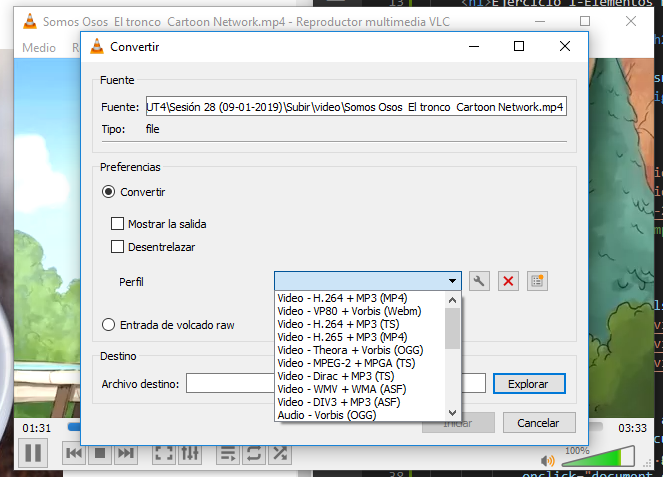 Somos Osos  El tronco  Cartoon Network.mp4 - Reproductor multimedia VLC
13
Medio
Convertir
Fuente
Fuente: UT4\Sesión 28 (09-01-2019)\Subir\video\Somos Osos  El tronco  Cartoon Network.mp4
Tipo: file
Preferencias
Convertir
Mostrar la salida
Desentrelazar
Perfil
Video - H.264 + MP3 (MP4)
Video - VP80 + Vorbis (Webm)
Video - H.264 + MP3 (TS)
Video - H.265 + MP3 (MP4)
Video - Theora + Vorbis (OGG)
Video - MPEG-2 + MPGA (TS)
Video - Dirac + MP3 (TS)
Video - WMV + WMA (ASF)
Video - DIV3 + MP3 (ASF)
Audio - Vorbis (OGG)
Entrada de volcado raw
Destino
Archivo destino:
Explorar
Iniciar
Cancelar
01:31
03:33
100%
38
onclick="document